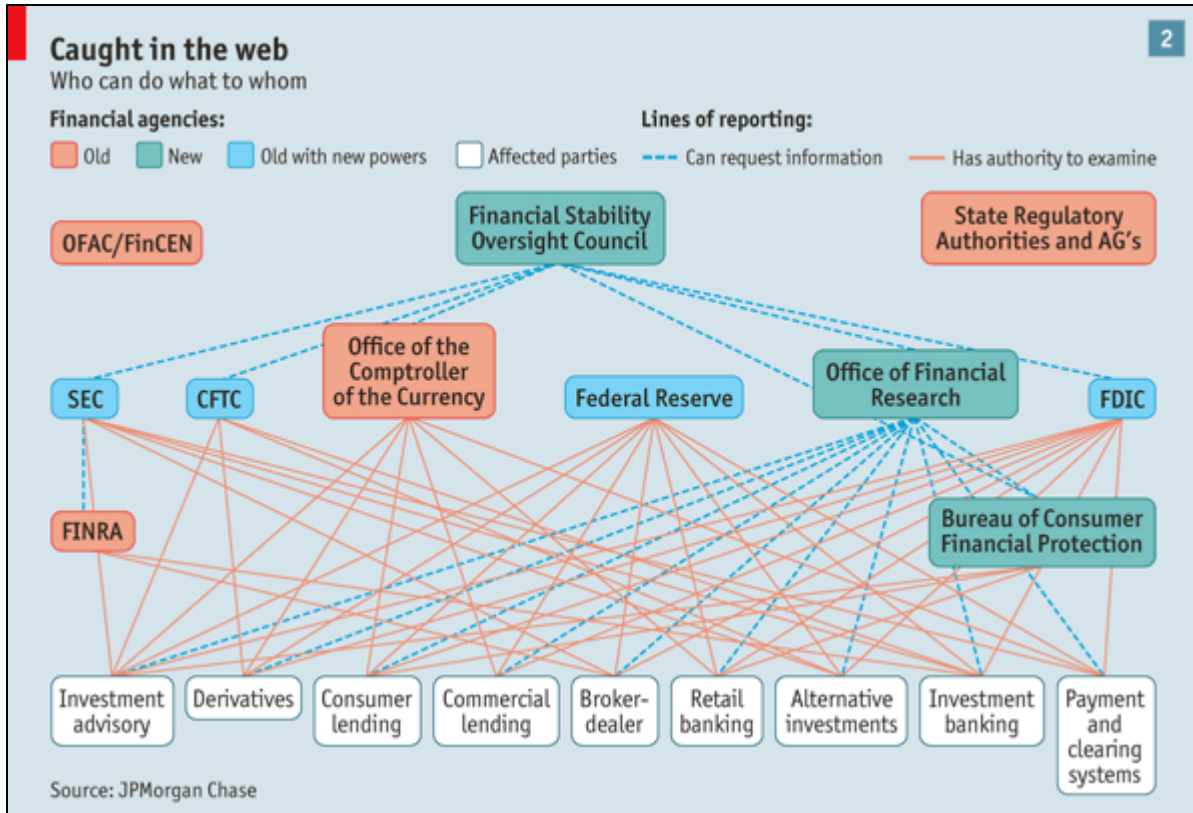 Caught in the web
2
Who can do what to whom
Financial agencies:
Lines of reporting:
Old
New
Old with new powers
Affected parties
Can request information
Has authority to examine
OFAC/FinCEN
Financial Stability
Oversight Council
State Regulatory
Authorities and AG's
SEC
CFTC
Office of the
Comptroller
of the Currency
Federal Reserve
Office of Financial
Research
FDIC
FINRA
Bureau of Consumer
Financial Protection
Investment
advisory
Derivatives
Consumer
lending
Commercial
lending
Broker-
dealer
Retail
banking
Alternative
investments
Investment
banking
Payment
and
clearing
systems
Source: JPMorgan Chase